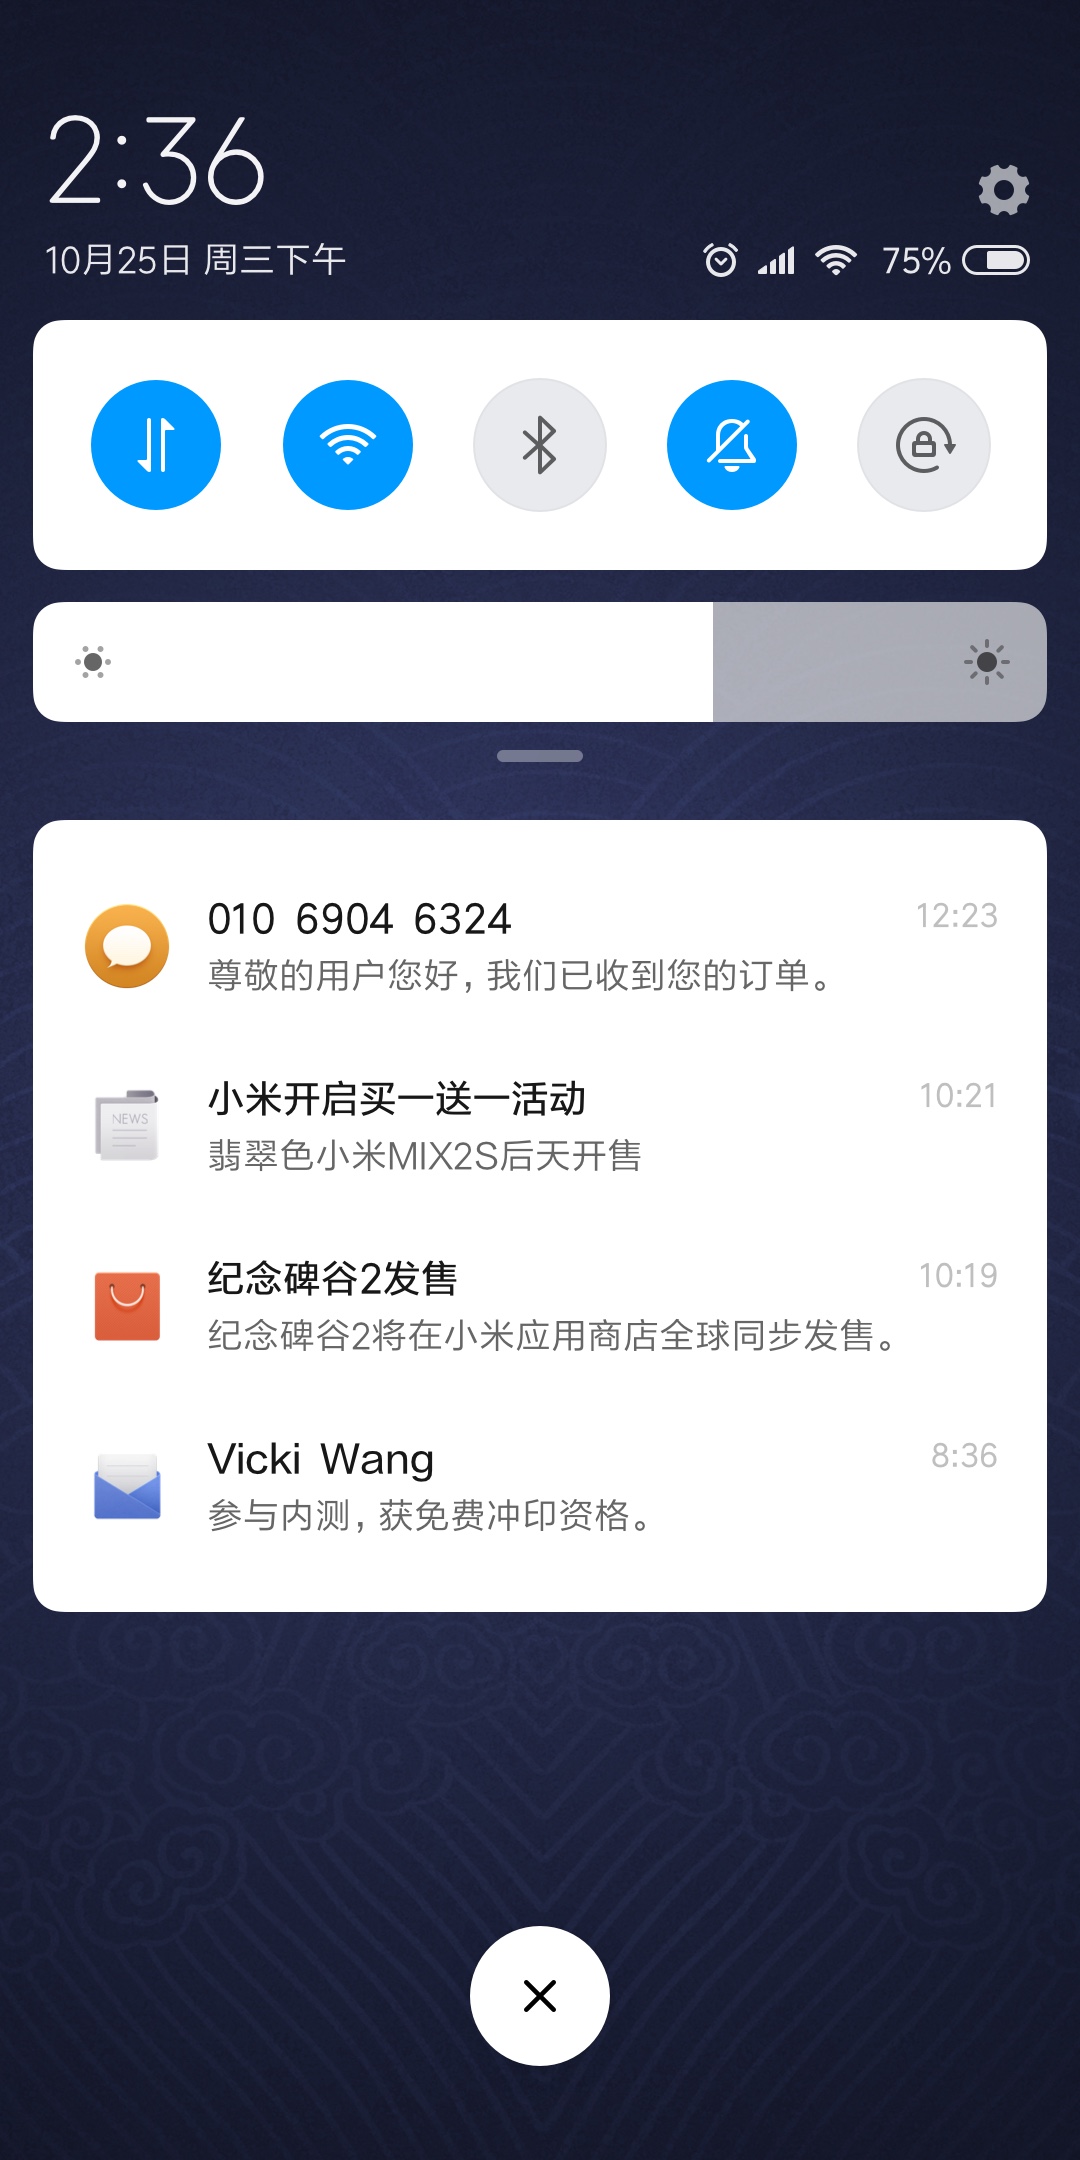 2:36
10月25日 周三下午
75%
010 6904 6324
12:23
尊敬的用户您好，我们已收到您的订单。
NEWS
小米开启买一送一活动
10:21
翡翠色小米MIX2S后天开售
纪念碑谷2发售
10:19
纪念碑谷2将在小米应用商店全球同步发售。
Vicki Wang
8:36
参与内测，获免费冲印资格。